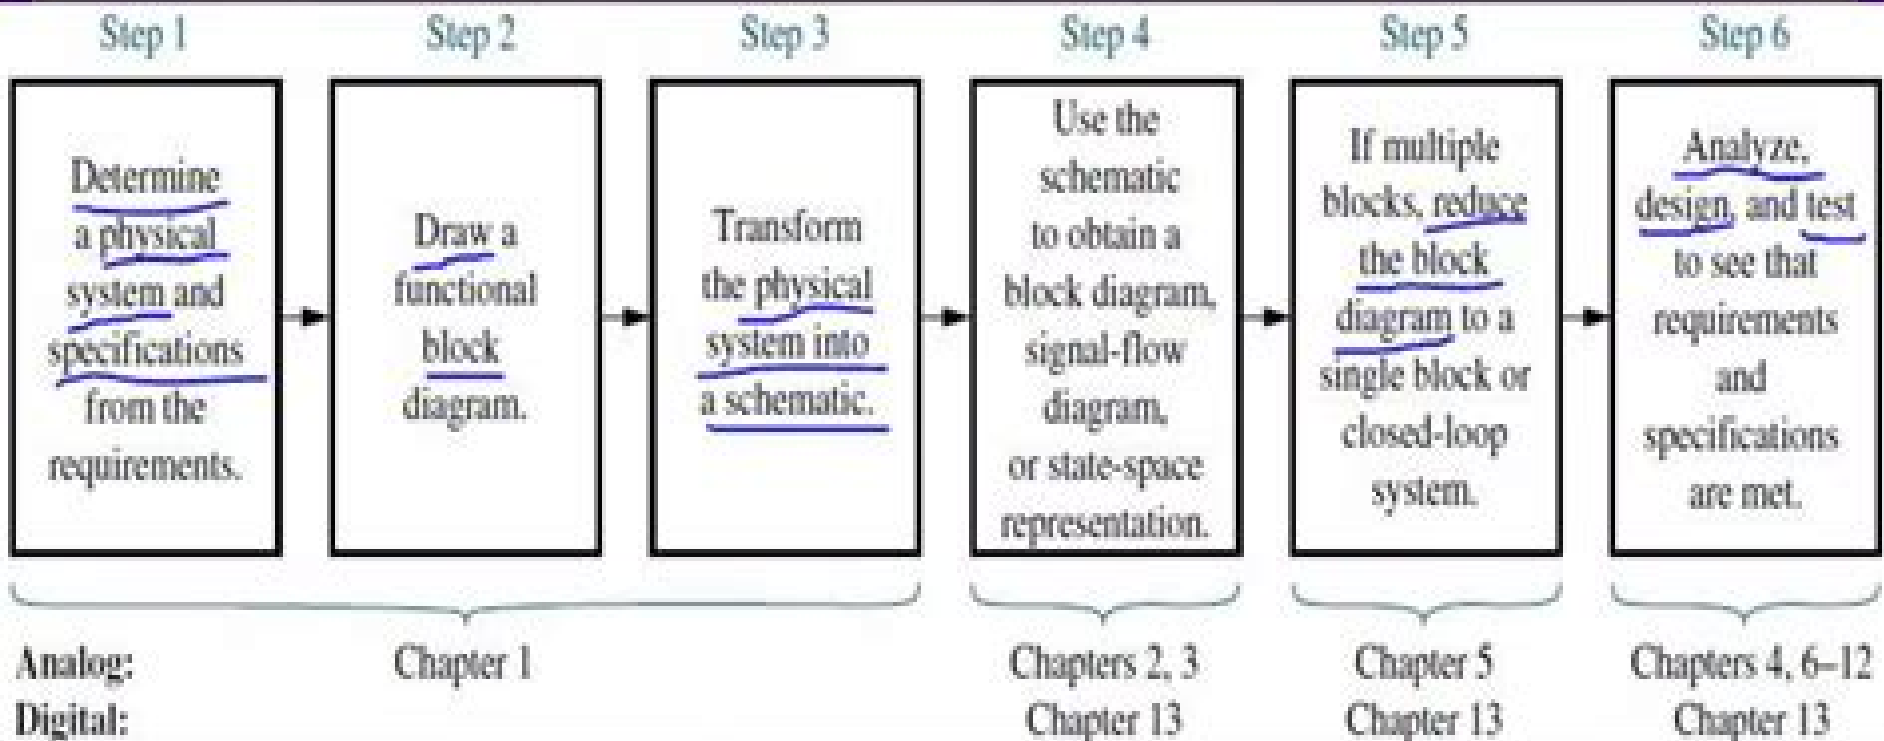 Step 1
Determine
a physical
system and
specifications
from the
requirements.
Step 2
Draw a
functional
block
diagram.
Step 3
Transform
the physical
system into
a schematic.
Step 4
Use the
schematic
to obtain a
block diagram,
signal-flow
diagram,
or state-space
representation.
Step 5
If multiple
blocks, reduce
the block
diagram to a
single block or
closed-loop
system.
Step 6
Analyze,
design, and test
to see that
requirements
and
specifications
are met.
Analog:
Chapter 1
Chapters 2, 3
Chapter 5
Chapters 4, 6–12
Digital:
Chapter 13
Chapter 13
Chapter 13